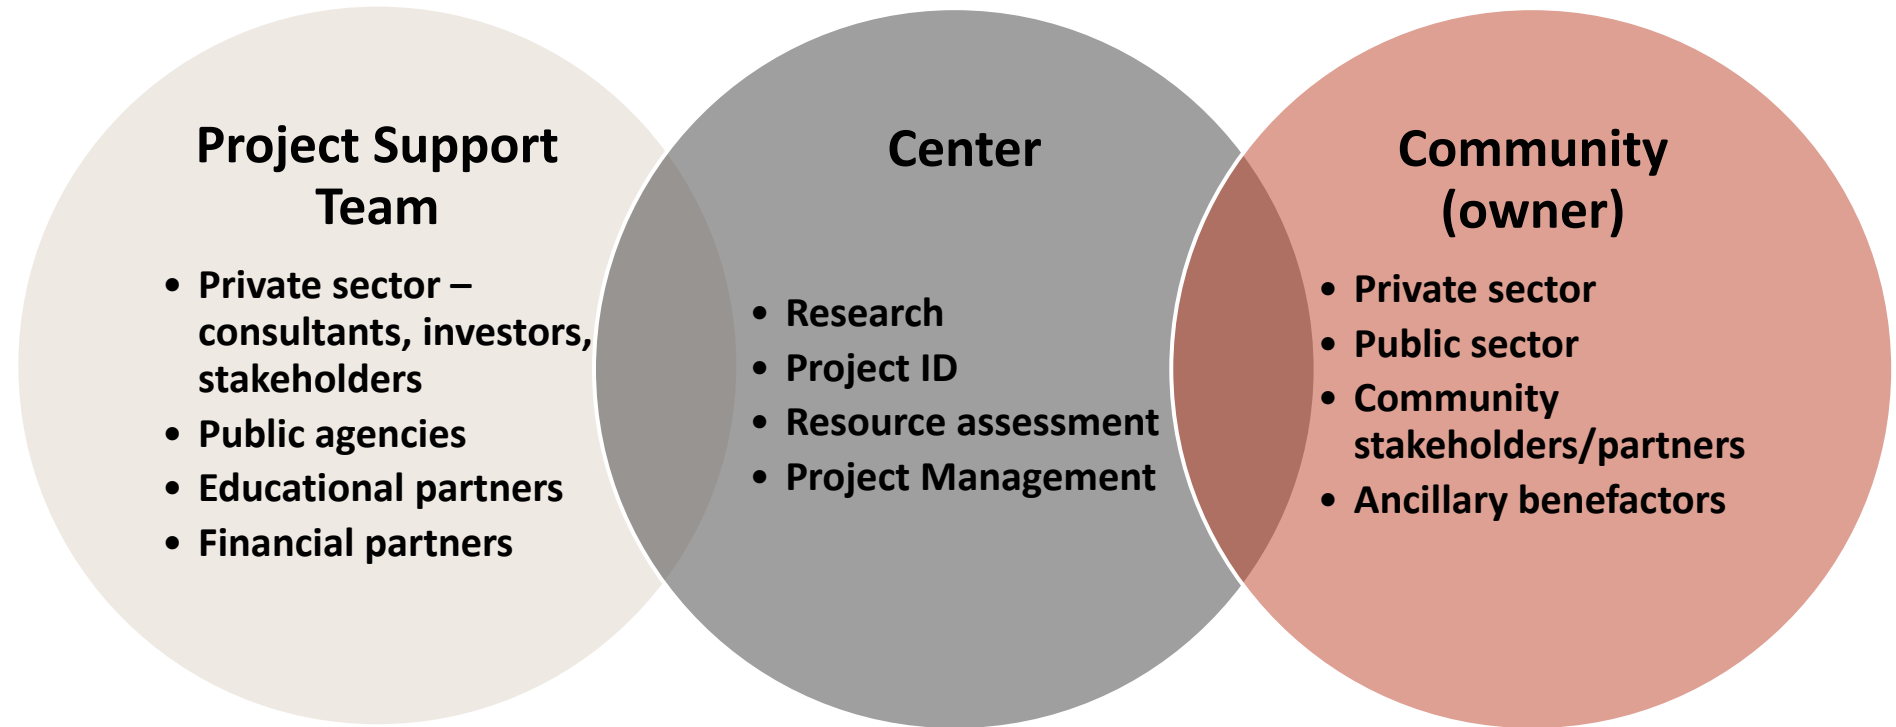 Project Support
Team
• Private sector –
consultants, investors,
stakeholders
• Public agencies
• Educational partners
• Financial partners
Center
• Research
• Project ID
• Resource assessment
• Project Management
Community
(owner)
• Private sector
• Public sector
• Community
stakeholders/partners
• Ancillary benefactors